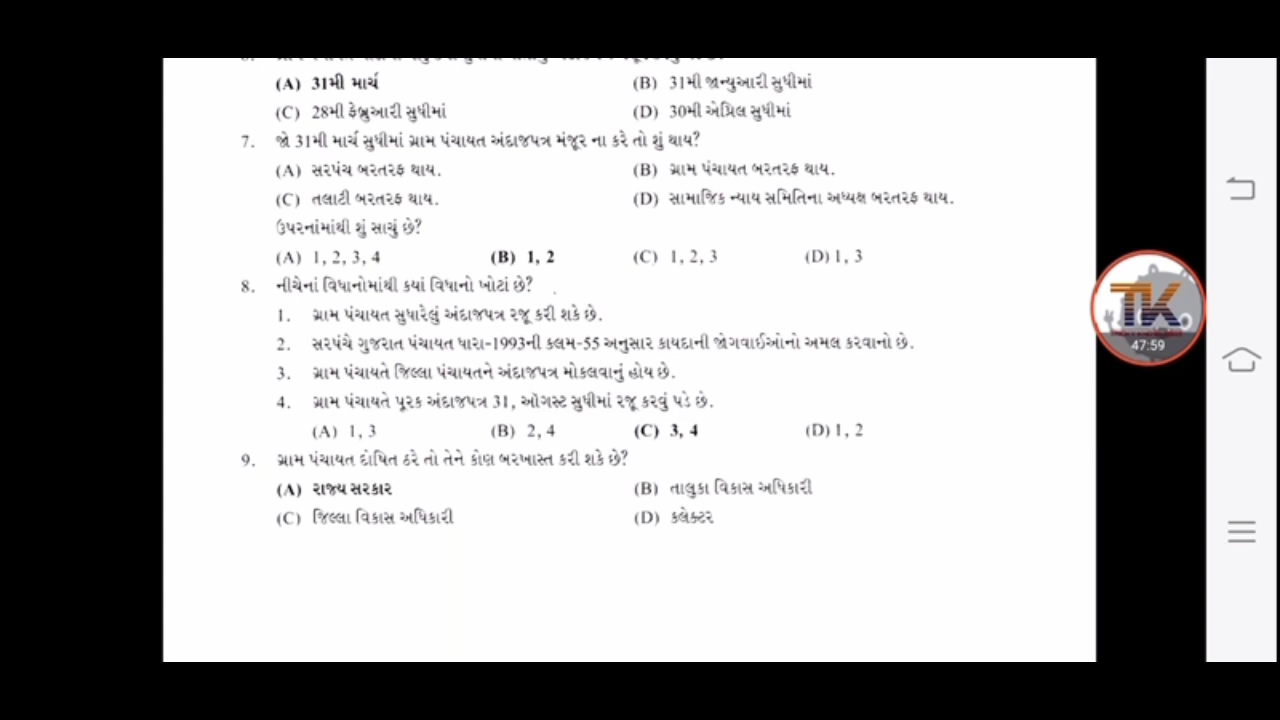 (A) 31મી માર્ચ (B) 31મી જાન્યુઆરી સુધીમાં
(C) 28મી ફેબ્રુઆરી સુધીમાં (D) 30મી એપ્રિલ સુધીમાં
7. જો 31મી માર્ચ સુધીમાં ગ્રામ પંચાયત અંદાજપત્ર મંજૂર ના કરે તો શું થાય?
(A) સરપંચ બરતરફ થાય. (B) ગ્રામ પંચાયત બરતરફ થાય.
(C) તલાટી બરતરફ થાય. (D) સામાજિક ન્યાય સમિતિના અધ્યક્ષ બરતરફ થાય.
ઉપરનાંમાંથી શું સાચું છે?
(A) 1, 2, 3, 4 (B) 1, 2 (C) 1, 2, 3 (D) 1, 3
8. નીચેનાં વિધાનોમાંથી કયાં વિધાનો ખોટાં છે?
1. ગ્રામ પંચાયત સુધારેલું અંદાજપત્ર રજૂ કરી શકે છે.
2. સરપંચે ગુજરાત પંચાયત ધારા-1993ની કલમ-55 અનુસાર કાયદાની જોગવાઈઓનો અમલ કરવાનો છે.
3. ગ્રામ પંચાયતે જિલ્લા પંચાયતને અંદાજપત્ર મોકલવાનું હોય છે.
4. ગ્રામ પંચાયતે પૂરક અંદાજપત્ર 31, ઑગસ્ટ સુધીમાં રજૂ કરવું પડે છે.
(A) 1, 3 (B) 2, 4 (C) 3, 4 (D) 1, 2
9. ગ્રામ પંચાયત દોષિત ઠરે તો તેને કોણ બરખાસ્ત કરી શકે છે?
(A) રાજ્ય સરકાર (B) તાલુકા વિકાસ અધિકારી
(C) જિલ્લા વિકાસ અધિકારી (D) કલેક્ટર
TK
47:59